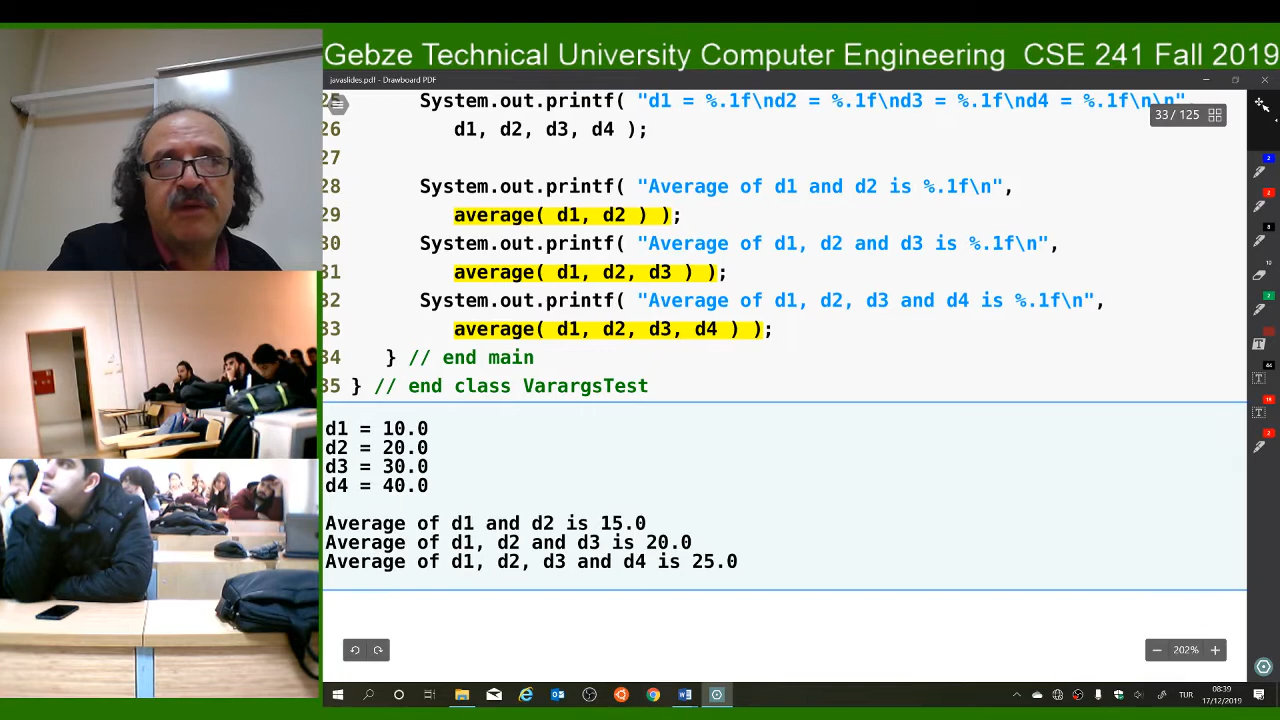 Gebze Technical University Computer Engineering CSE 241 Fall 2019
javaslides.pdf - Drawboard PDF
25 System.out.printf( "d1 = %.1f\nd2 = %.1f\nd3 = %.1f\nd4 = %.1f\n\n"
33 / 125
26 d1, d2, d3, d4 );
27
28 System.out.printf( "Average of d1 and d2 is %.1f\n",
29 average( d1, d2 ) );
30 System.out.printf( "Average of d1, d2 and d3 is %.1f\n",
31 average( d1, d2, d3 ) );
32 System.out.printf( "Average of d1, d2, d3 and d4 is %.1f\n",
33 average( d1, d2, d3, d4 ) );
34 } // end main
35 } // end class VarargsTest
d1 = 10.0
d2 = 20.0
d3 = 30.0
d4 = 40.0
Average of d1 and d2 is 15.0
Average of d1, d2 and d3 is 20.0
Average of d1, d2, d3 and d4 is 25.0
202%
TUR
08:39
17/12/2019